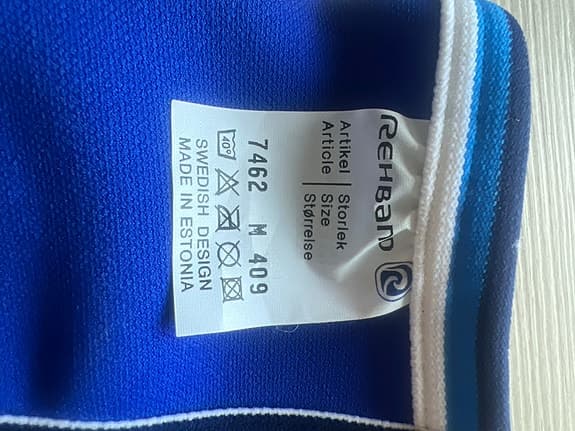 REHBAND
Artikel | Storlek
Article | Size
Størrelse
7462 M 409
40°
SWEDISH DESIGN
MADE IN ESTONIA